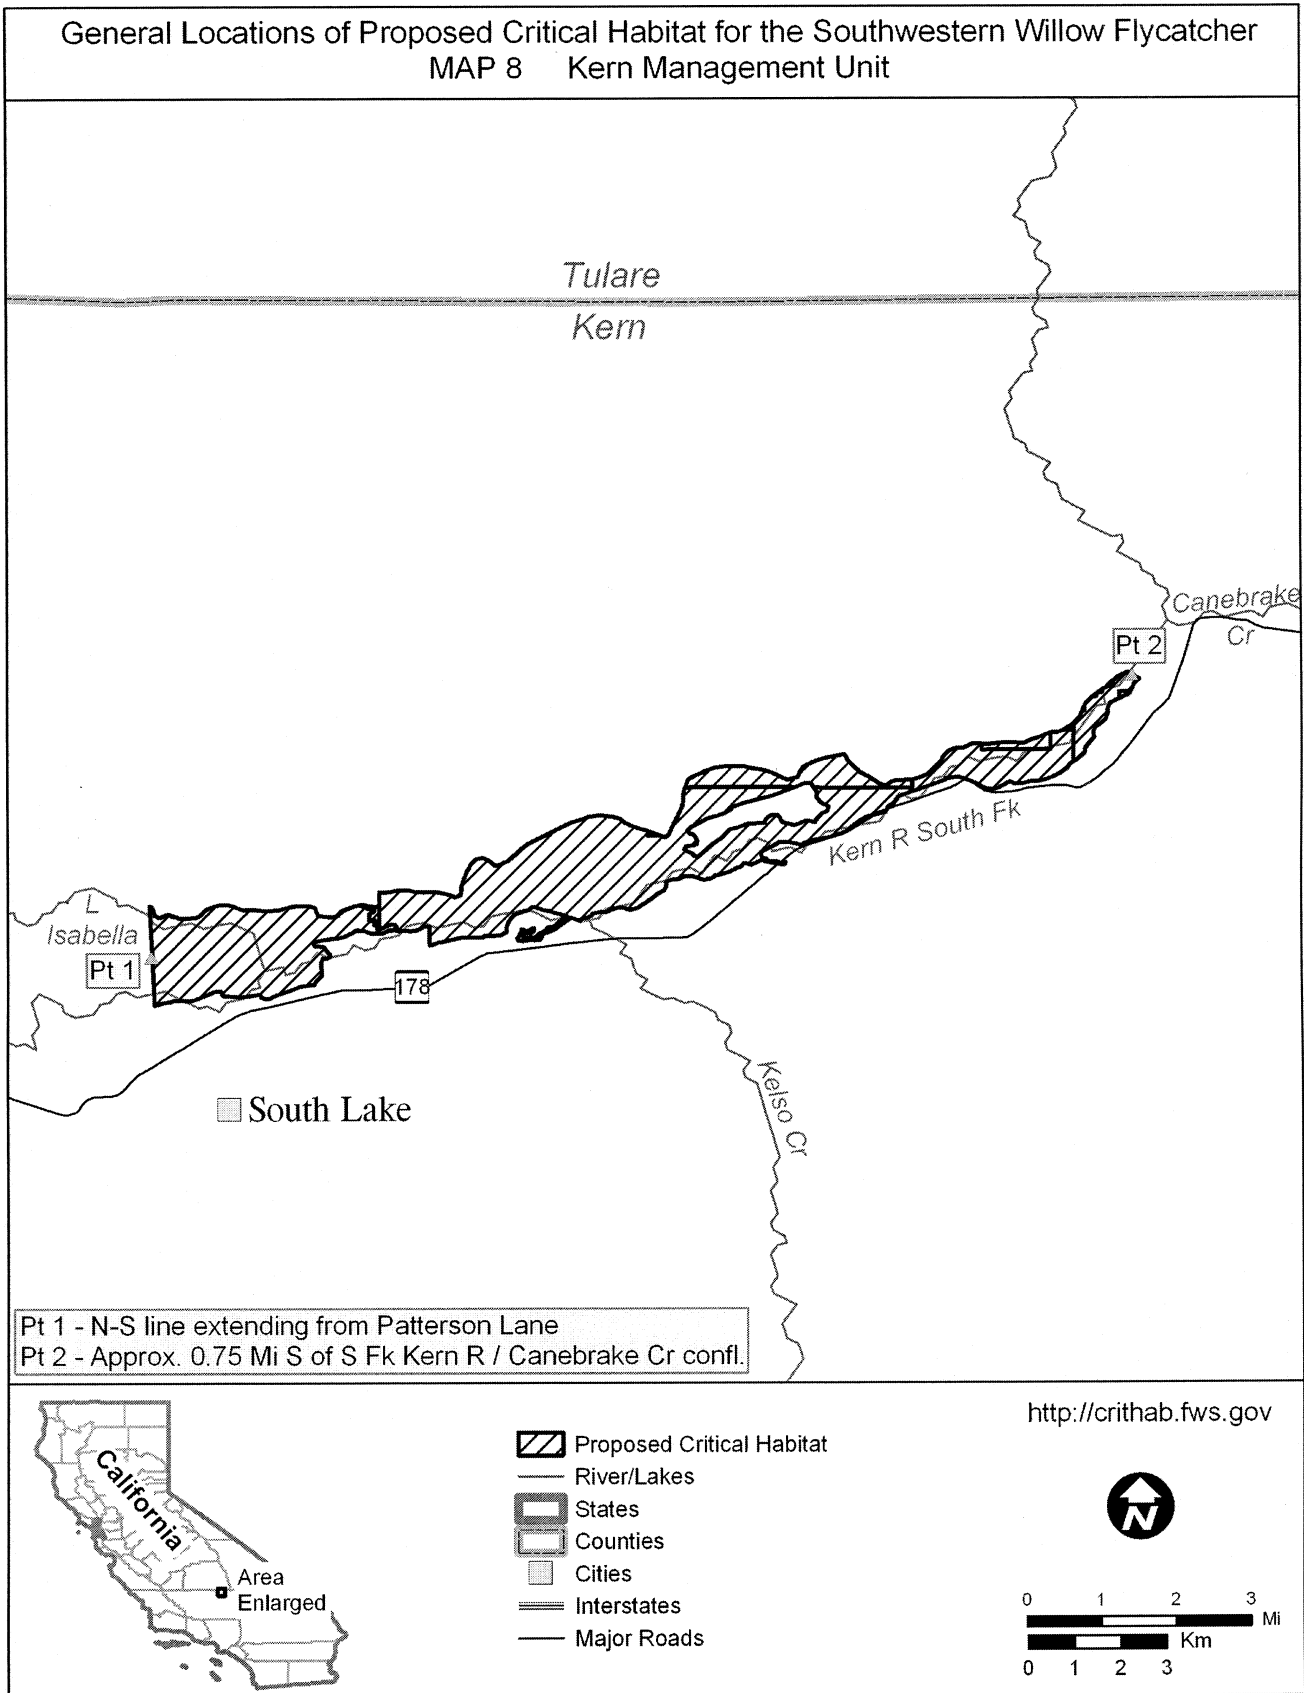 General Locations of Proposed Critical Habitat for the Southwestern Willow Flycatcher
MAP 8 Kern Management Unit
Tulare
Kern
Canebrake
Cr
Pt 2
Kern R South Fk
L
Isabella
Pt 1
178
Kelso Cr
South Lake
Pt 1 - N-S line extending from Patterson Lane
Pt 2 - Approx. 0.75 Mi S of S Fk Kern R / Canebrake Cr confl.
California
Area
Enlarged
Proposed Critical Habitat
River/Lakes
States
Counties
Cities
Interstates
Major Roads
http://crithab.fws.gov
N
0 1 2 3
Mi
Km
0 1 2 3